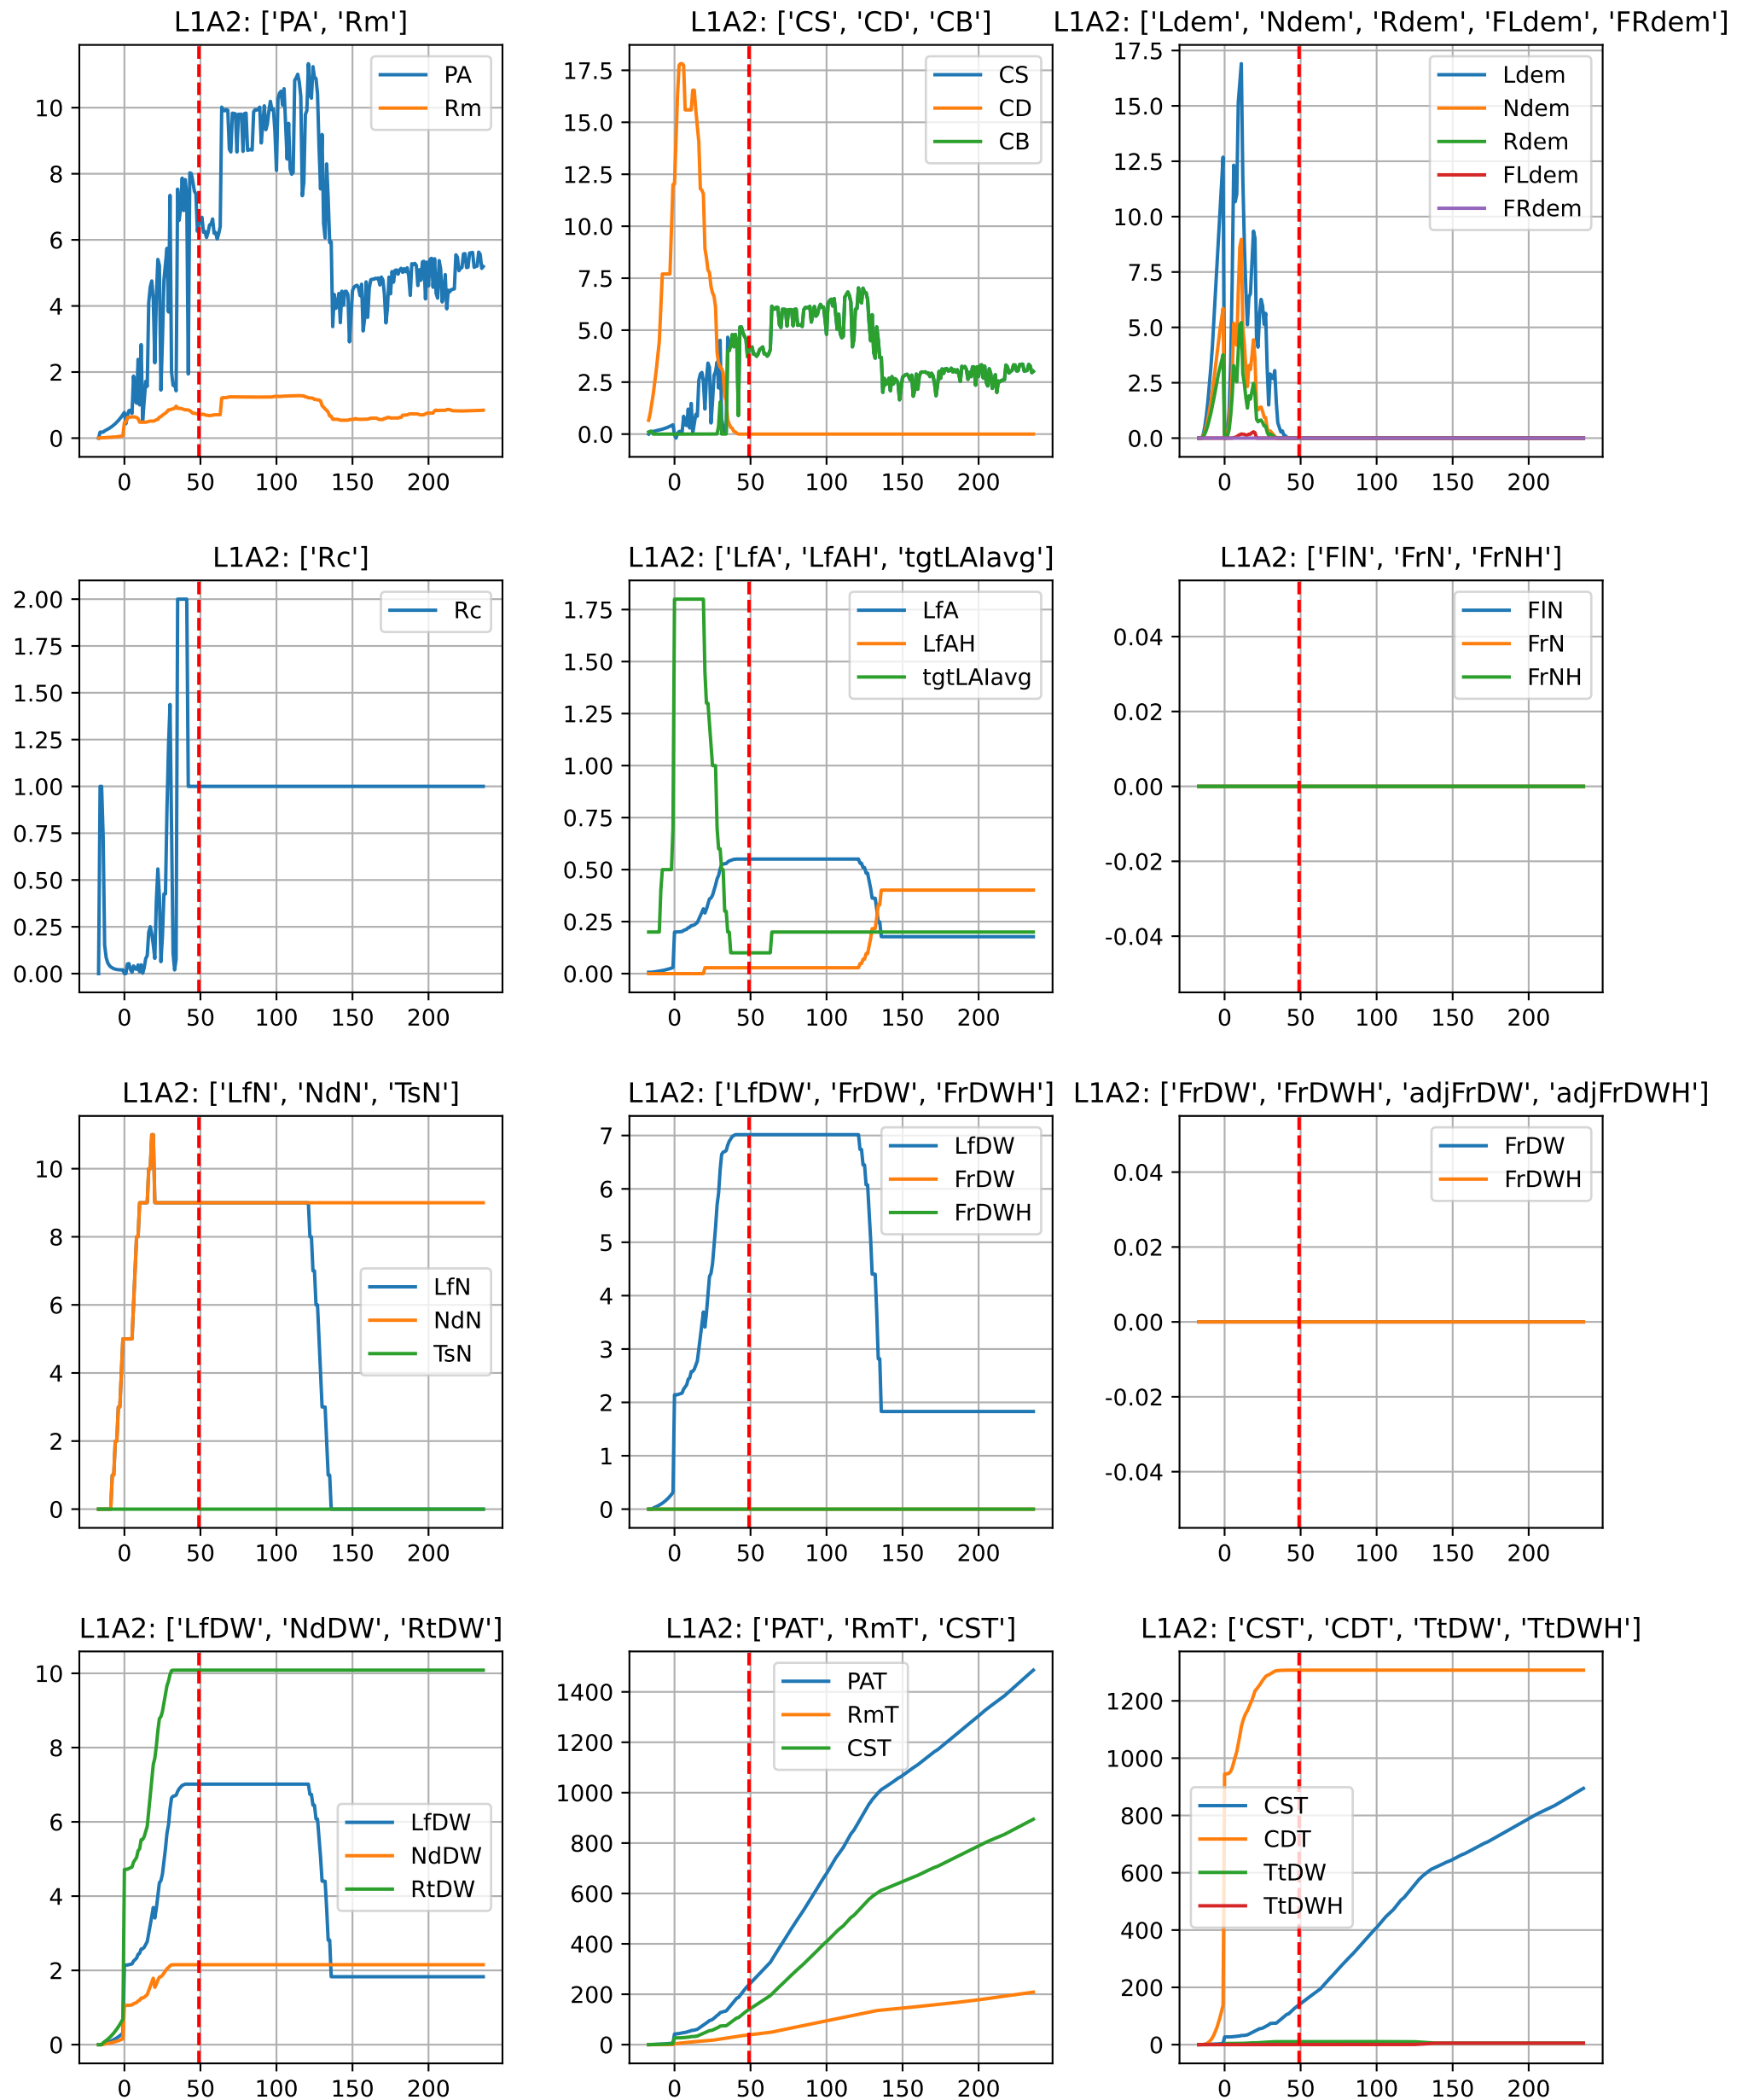 L1A2: ['PA', 'Rm']
PA
Rm
10
8
6
4
2
0
0 50 100 150 200
L1A2: ['CS', 'CD', 'CB']
CS
CD
CB
17.5
15.0
12.5
10.0
7.5
5.0
2.5
0.0
0 50 100 150 200
L1A2: ['Ldem', 'Ndem', 'Rdem', 'FLdem', 'FRdem']
Ldem
Ndem
Rdem
FLdem
FRdem
17.5
15.0
12.5
10.0
7.5
5.0
2.5
0.0
0 50 100 150 200
L1A2: ['Rc']
Rc
2.00
1.75
1.50
1.25
1.00
0.75
0.50
0.25
0.00
0 50 100 150 200
L1A2: ['LfA', 'LfAH', 'tgtLAIavg']
LfA
LfAH
tgtLAIavg
1.75
1.50
1.25
1.00
0.75
0.50
0.25
0.00
0 50 100 150 200
L1A2: ['FlN', 'FrN', 'FrNH']
FlN
FrN
FrNH
0.04
0.02
0.00
-0.02
-0.04
0 50 100 150 200
L1A2: ['LfN', 'NdN', 'TsN']
LfN
NdN
TsN
10
8
6
4
2
0
0 50 100 150 200
L1A2: ['LfDW', 'FrDW', 'FrDWH']
LfDW
FrDW
FrDWH
7
6
5
4
3
2
1
0
0 50 100 150 200
L1A2: ['FrDW', 'FrDWH', 'adjFrDW', 'adjFrDWH']
FrDW
FrDWH
0.04
0.02
0.00
-0.02
-0.04
0 50 100 150 200
L1A2: ['LfDW', 'NdDW', 'RtDW']
LfDW
NdDW
RtDW
10
8
6
4
2
0
0 50 100 150 200
L1A2: ['PAT', 'RmT', 'CST']
PAT
RmT
CST
1400
1200
1000
800
600
400
200
0
0 50 100 150 200
L1A2: ['CST', 'CDT', 'TtDW', 'TtDWH']
CST
CDT
TtDW
TtDWH
1200
1000
800
600
400
200
0
0 50 100 150 200